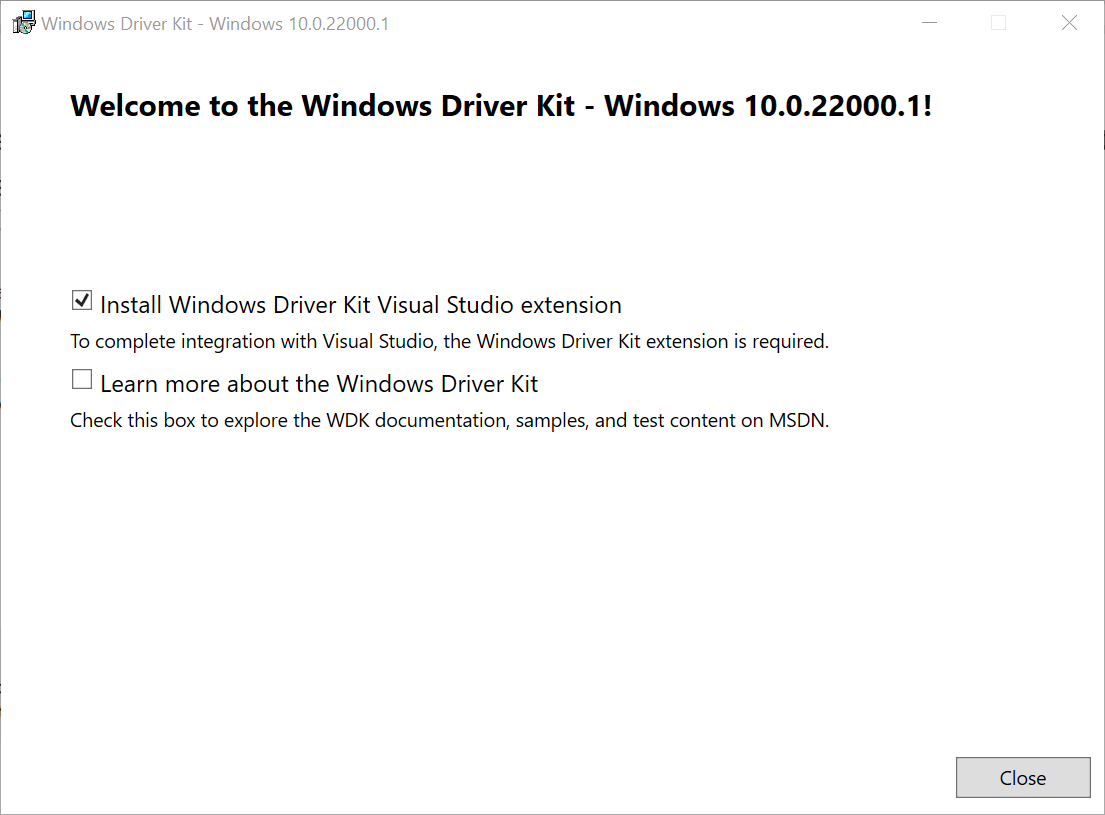 Windows Driver Kit - Windows 10.0.22000.1
Welcome to the Windows Driver Kit - Windows 10.0.22000.1!
Install Windows Driver Kit Visual Studio extension
To complete integration with Visual Studio, the Windows Driver Kit extension is required.
Learn more about the Windows Driver Kit
Check this box to explore the WDK documentation, samples, and test content on MSDN.
Close